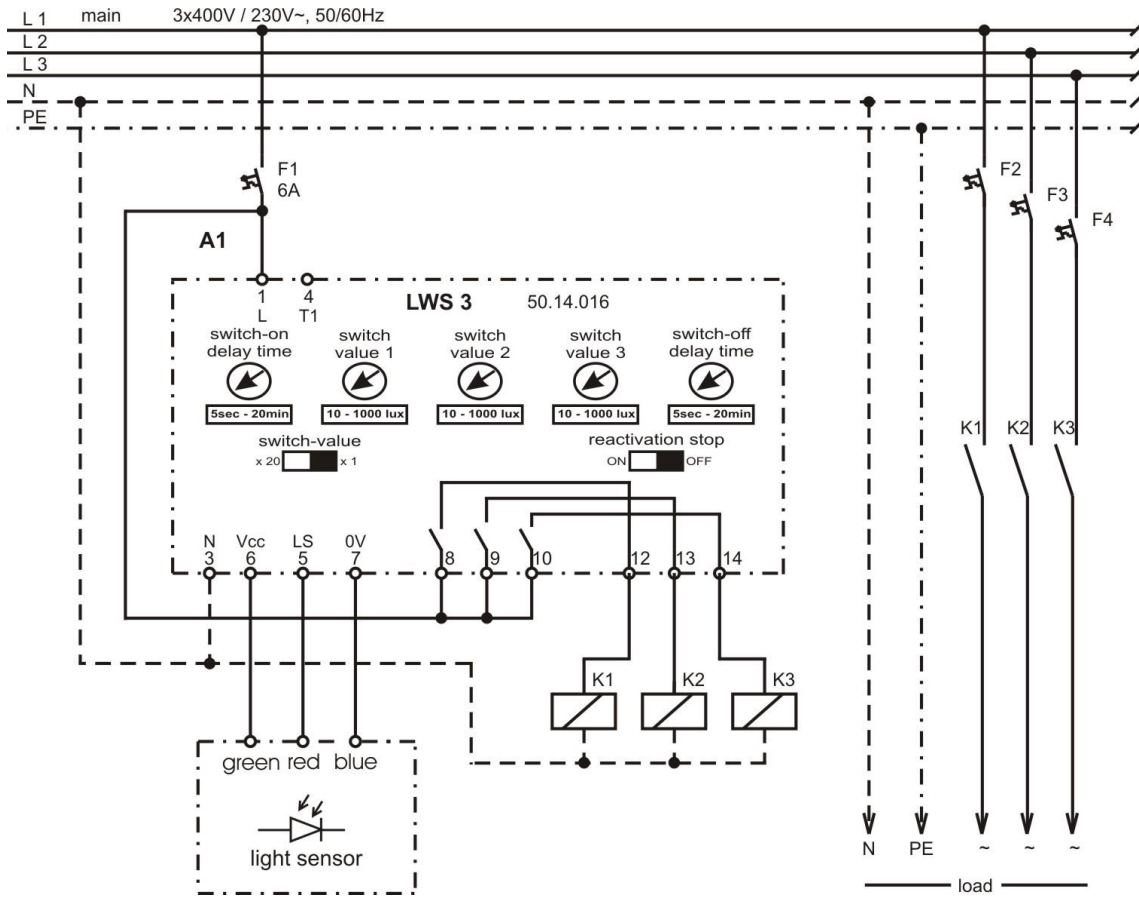 L 1 main 3x400V / 230V~, 50/60Hz
L 2
L 3
N
PE
F1
6A
F2
F3
F4
A1
1 4
L T1
LWS 3 50.14.016
switch-on delay time
switch value 1
switch value 2
switch value 3
switch-off delay time
5sec - 20min
10 - 1000 lux
10 - 1000 lux
10 - 1000 lux
5sec - 20min
switch-value
x 20 x 1
reactivation stop
ON OFF
K1 K2 K3
N Vcc LS 0V
3 6 5 7 8 9 10 12 13 14
K1 K2 K3
green red blue
light sensor
N PE ~ ~ ~
load